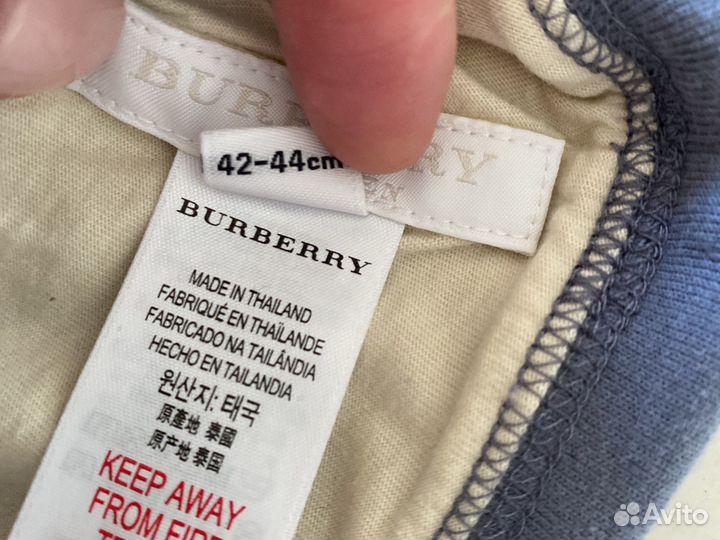 BURBERRY
42-44cm
BURBERRY
MADE IN THAILAND
FABRIQUÉ EN THAÏLANDE
FABRICADO NA TAILÂNDIA
HECHO EN TAILANDIA
원산지: 태국
原產地 泰國
原产地 泰国
KEEP AWAY
FROM FIRE
Avito